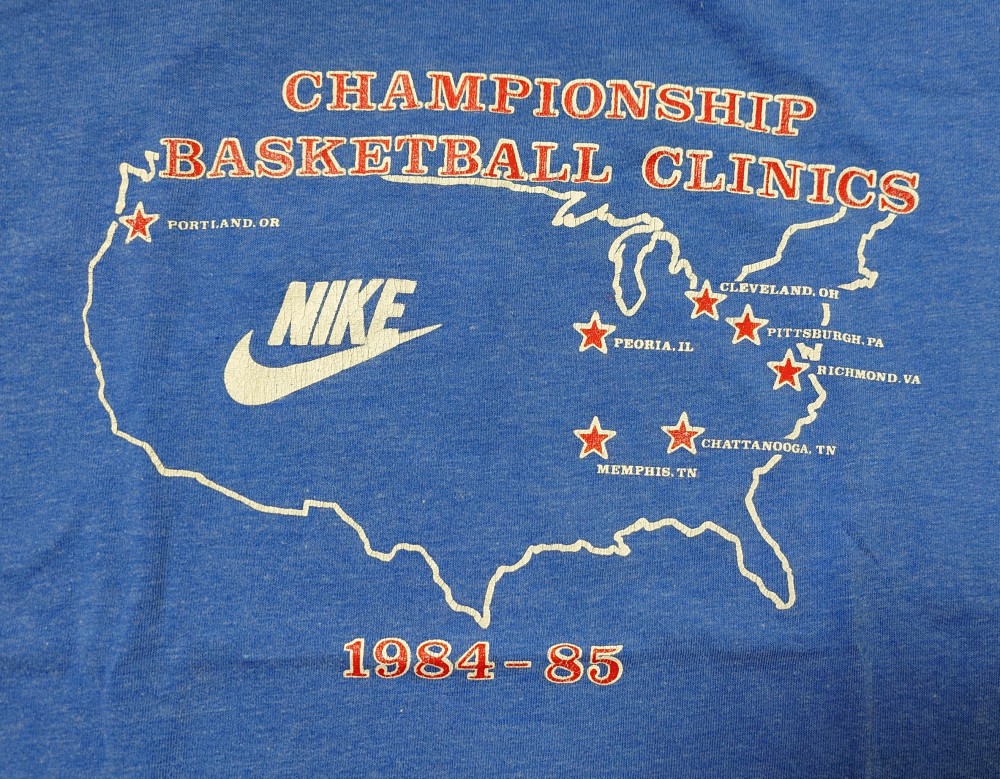 CHAMPIONSHIP
BASKETBALL CLINICS
PORTLAND, OR
NIKE
CLEVELAND, OH
PITTSBURGH, PA
PEORIA, IL
RICHMOND, VA
CHATTANOOGA, TN
MEMPHIS, TN
1984-85